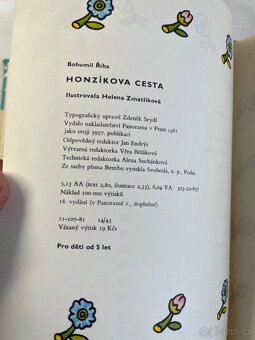 Bohumil Říha
HONZÍKOVA CESTA
Ilustrovala Helena Zmatlíková
Typograficky upravil Zdeněk Seydl
Vydalo nakladatelství Panorama v Praze 1981
jako svoji 3957. publikaci
Odpovědný redaktor Jan Endrýs
Výtvarná redaktorka Věra Běťáková
Technická redaktorka Alena Suchánková
Ze sazby písma Bembo vytiskla Svoboda, n. p., Praha
5,13 AA (text 2,80, ilustrace 2,33), 6,04 VA. 303-22-857
Náklad 100 000 výtisků
18. vydání (v Panoramě 1., doplněné)
11-107-81 14/45
Vázaný výtisk 19 Kčs
Pro děti od 5 let
bazos.cz